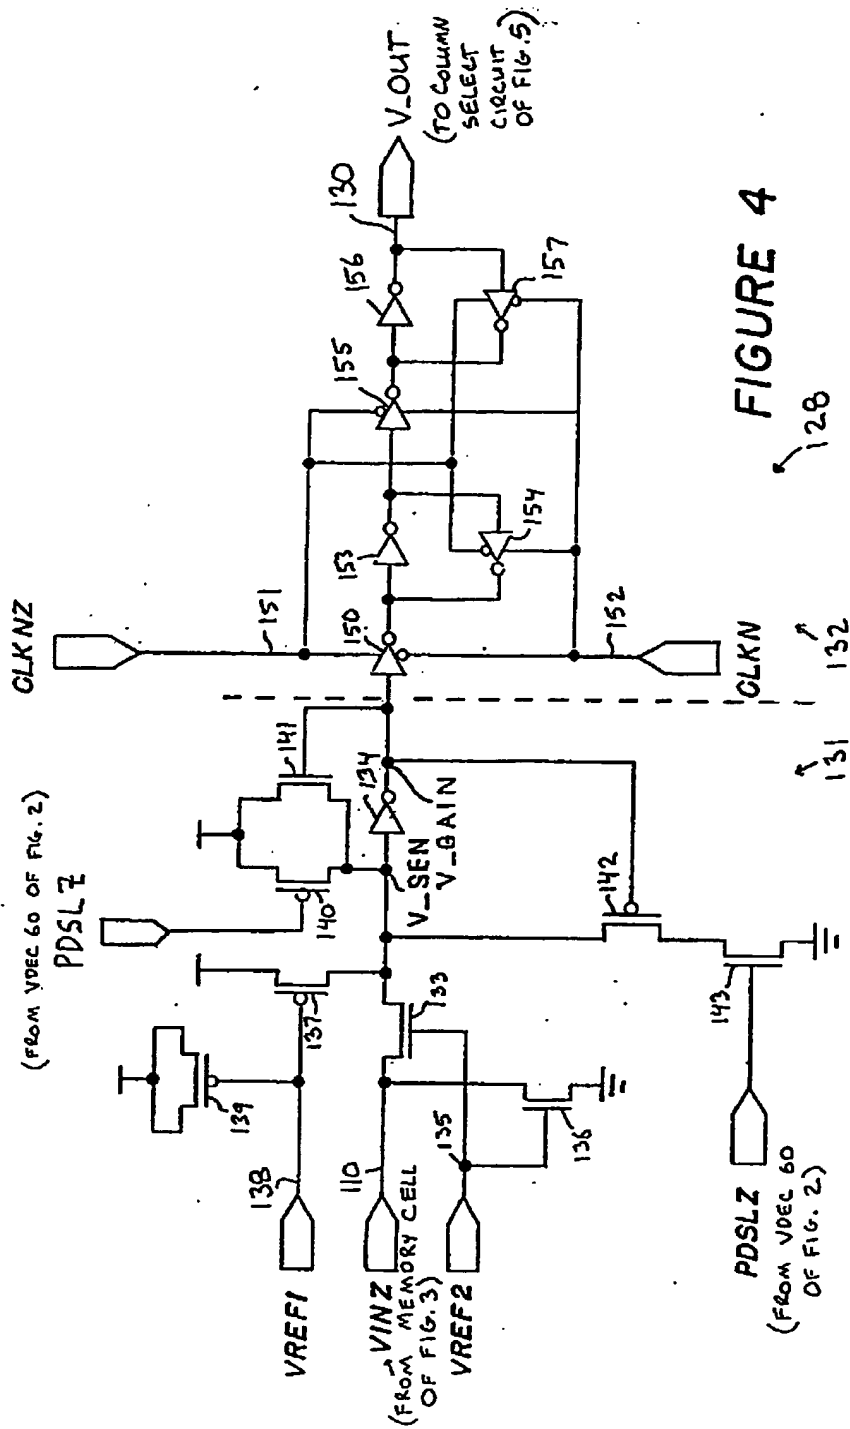 (FROM VDEC 60 OF FIG. 2)
PDSLZ
CLKNZ
139
138
137
140
141
151
VREF1
110
→VINZ
(FROM MEMORY CELL
OF FIG. 3)
VREF2
135
133
136
134
V_SEN
V_GAIN
142
143
PDSLZ
(FROM VDEC 60
OF FIG. 2)
150
152
CLKN
153
154
155
156
157
130
V_OUT
(TO COLUMN
SELECT
CIRCUIT
OF FIG. 5)
131
132
128
FIGURE 4